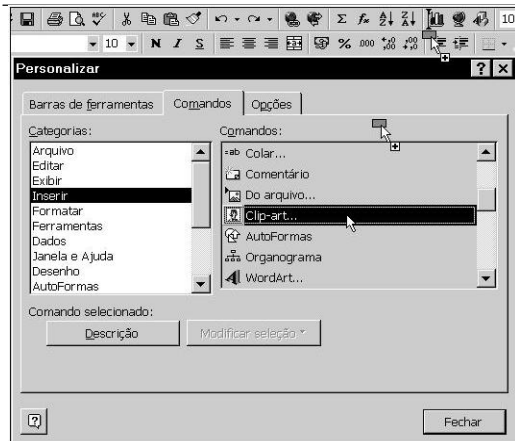 10
10 N I S % 000
Personalizar
Barras de ferramentas Comandos Opções
Categorias: Comandos:
Arquivo
Editar
Exibir
Inserir
Formatar
Ferramentas
Dados
Janela e Ajuda
Desenho
AutoFormas
Colar...
Comentário
Do arquivo...
Clip-art...
AutoFormas
Organograma
WordArt...
Comando selecionado:
Descrição Modificar seleção
Fechar